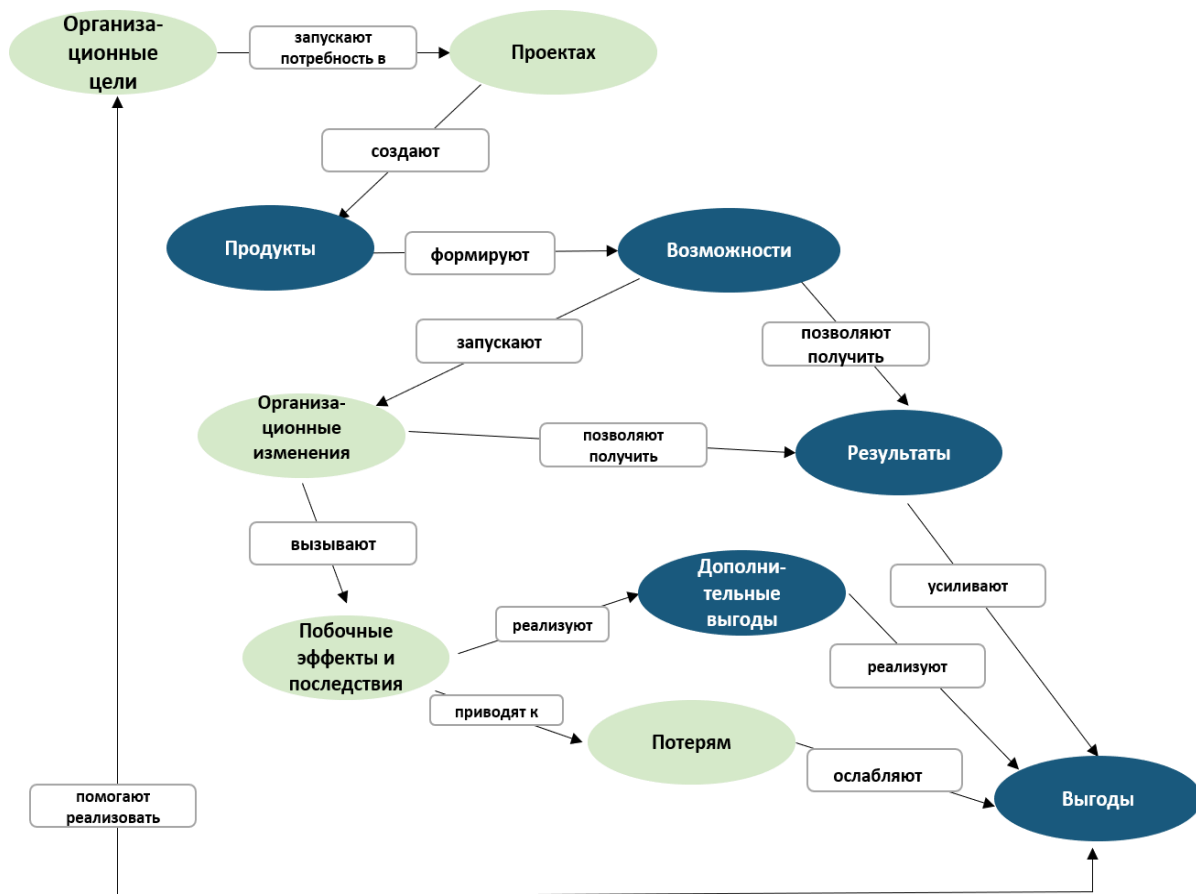 Организа-
ционные
цели
запускают
потребность в
Проектах
создают
Продукты
формируют
Возможности
запускают
позволяют
получить
Организа-
ционные
изменения
позволяют
получить
Результаты
вызывают
Дополни-
тельные
выгоды
усиливают
Побочные
эффекты и
последствия
реализуют
реализуют
приводят к
Потерям
ослабляют
Выгоды
помогают
реализовать